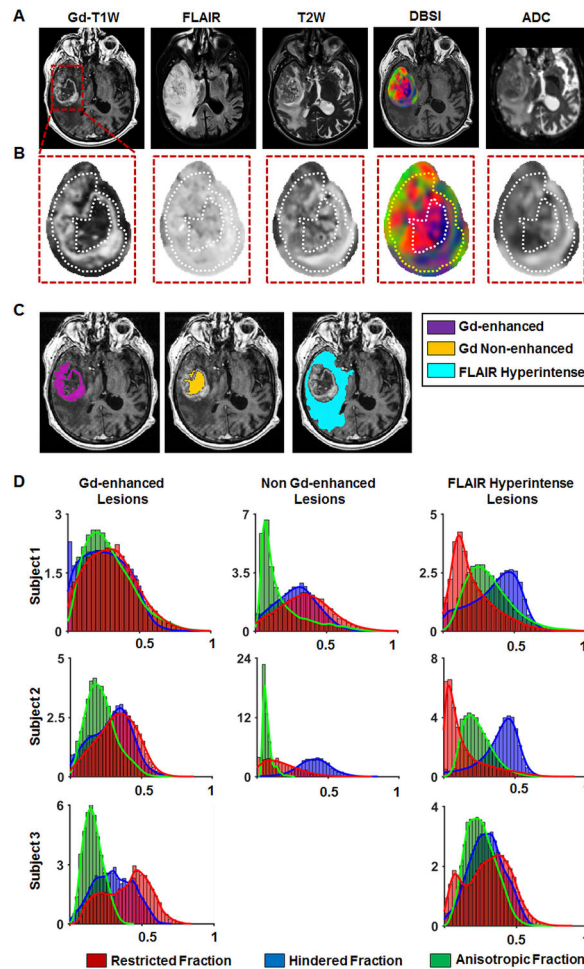 A
Gd-T1W FLAIR T2W DBSI ADC
B
C
Gd-enhanced
Gd Non-enhanced
FLAIR Hyperintense
D
Gd-enhanced Lesions
Non Gd-enhanced Lesions
FLAIR Hyperintense Lesions
Subject 1
3
1.5
0
0.5
1
7
3.5
0
0.5
1
5
2.5
0
0.5
1
Subject 2
5
2.5
0
0.5
1
24
12
0
0.5
1
8
4
0
0.5
1
Subject 3
6
3
0
0.5
1
4
2
0
0.5
1
Restricted Fraction Hindered Fraction Anisotropic Fraction